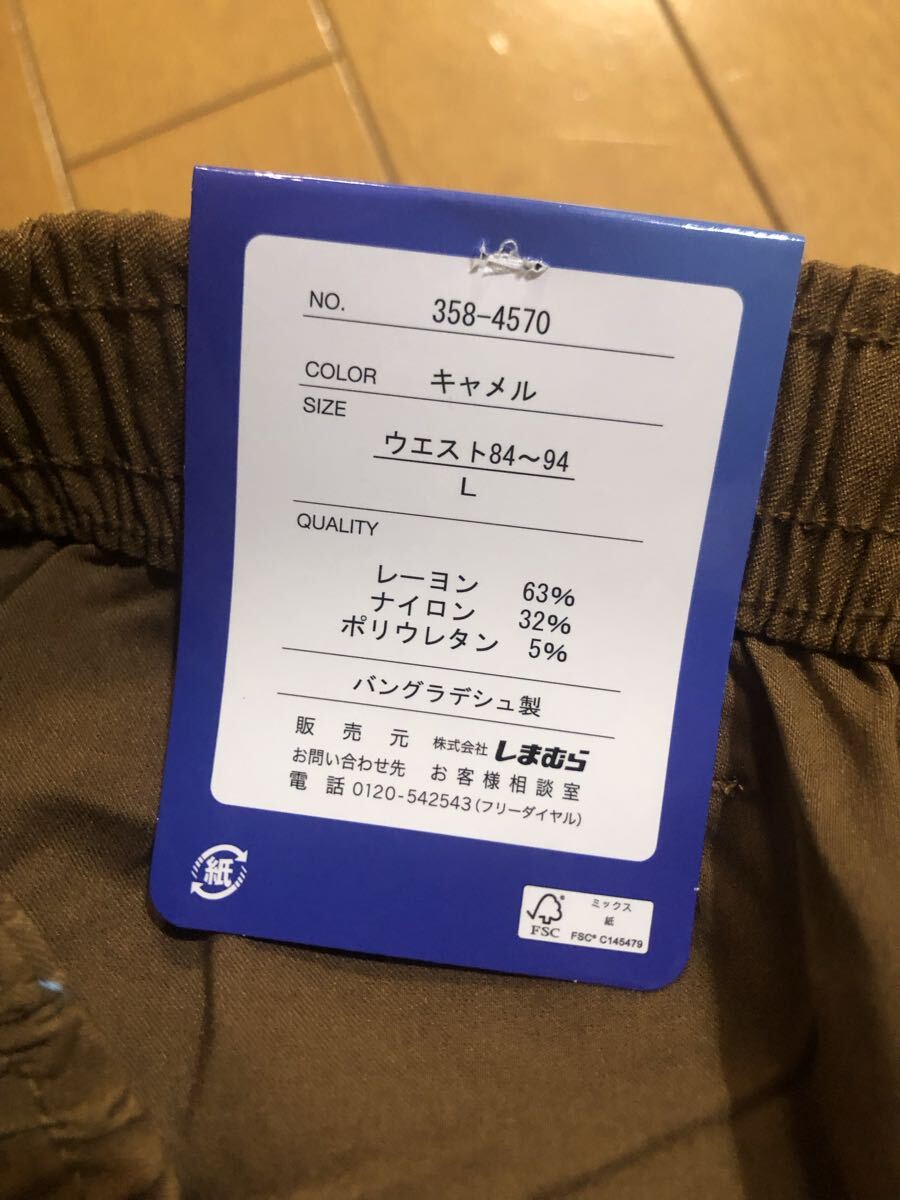 NO. 358-4570
COLOR キャメル
SIZE
ウエスト84～94
L
QUALITY
レーヨン 63%
ナイロン 32%
ポリウレタン 5%
バングラデシュ製
販売元 株式会社 しまむら
お問い合わせ先 お客様相談室
電話 0120-542543(フリーダイヤル)
紙
FSC
ミックス
紙
FSC® C145479